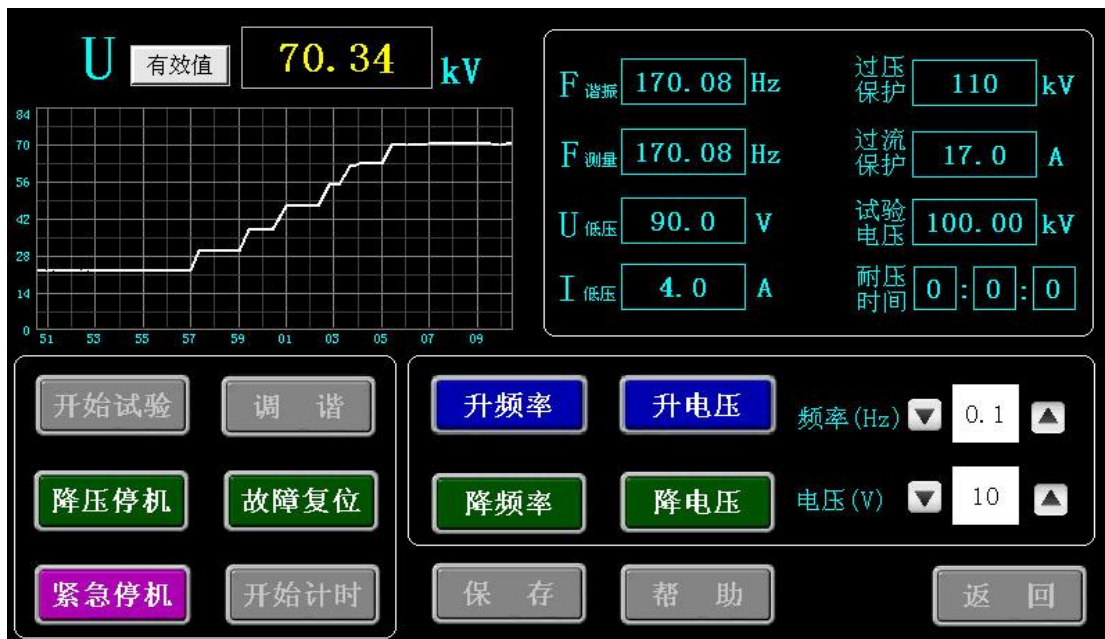 U 有效值 70.34 kV
84
70
56
42
28
14
0
51 53 55 57 59 01 03 05 07 09
F谐振 170.08 Hz
F测量 170.08 Hz
U低压 90.0 V
I低压 4.0 A
过压保护 110 kV
过流保护 17.0 A
试验电压 100.00 kV
耐压时间 0:0:0
开始试验 调 谐
降压停机 故障复位
紧急停机 开始计时
升频率 升电压
降频率 降电压
频率(Hz) ▼ 0.1 ▲
电压(V) ▼ 10 ▲
保 存 帮 助 返 回